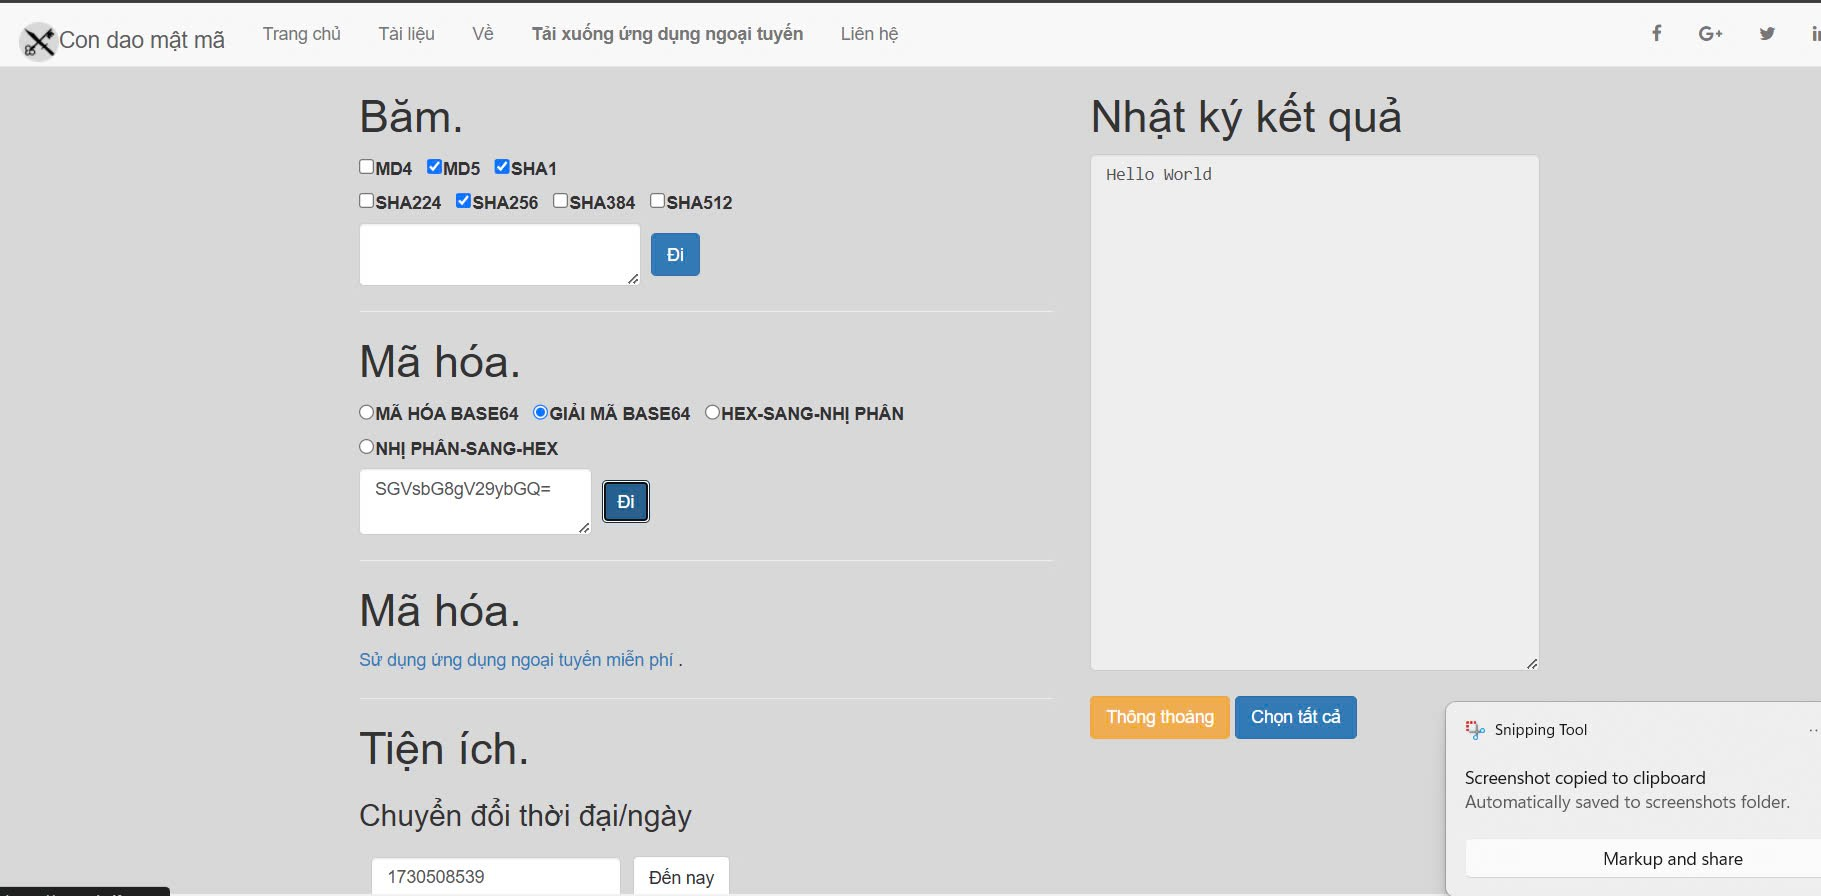 Con dao mật mã
Trang chủ
Tài liệu
Về
Tải xuống ứng dụng ngoại tuyến
Liên hệ
Băm.
MD4 MD5 SHA1
SHA224 SHA256 SHA384 SHA512
Đi
Mã hóa.
MÃ HÓA BASE64 GIẢI MÃ BASE64 HEX-SANG-NHỊ PHÂN
NHỊ PHÂN-SANG-HEX
SGVsbG8gV29ybGQ=
Đi
Mã hóa.
Sử dụng ứng dụng ngoại tuyến miễn phí .
Tiện ích.
Chuyển đổi thời đại/ngày
1730508539
Đến nay
Nhật ký kết quả
Hello World
Thông thoáng
Chọn tất cả
Snipping Tool
Screenshot copied to clipboard
Automatically saved to screenshots folder.
Markup and share